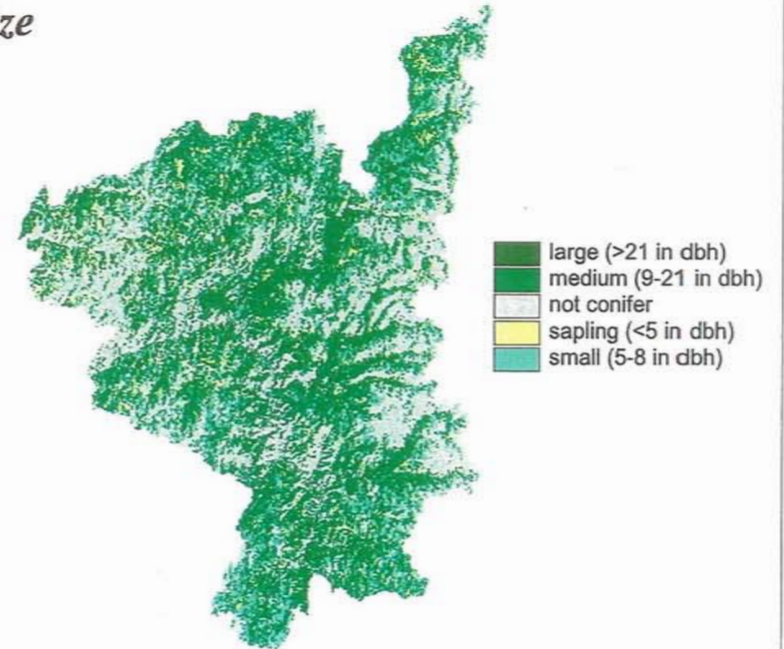 ze
large (>21 in dbh)
medium (9-21 in dbh)
not conifer
sapling (<5 in dbh)
small (5-8 in dbh)